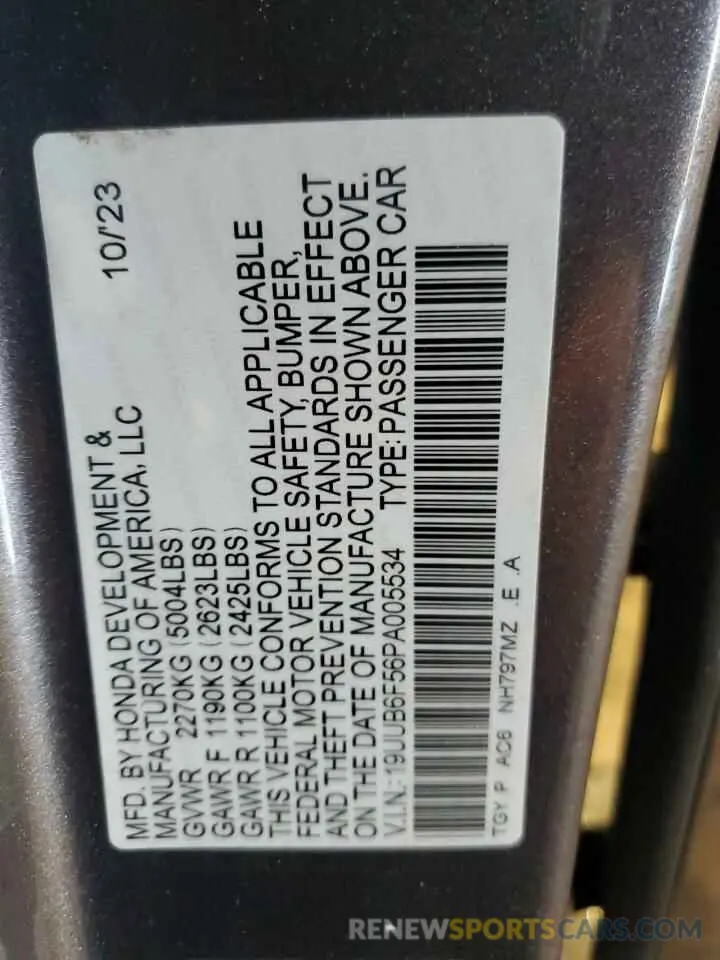 MFD. BY HONDA DEVELOPMENT & 10/'23
MANUFACTURING OF AMERICA, LLC
GVWR 2270KG (5004LBS)
GAWR F 1190KG (2623LBS)
GAWR R 1100KG (2425LBS)
THIS VEHICLE CONFORMS TO ALL APPLICABLE
FEDERAL MOTOR VEHICLE SAFETY, BUMPER,
AND THEFT PREVENTION STANDARDS IN EFFECT
ON THE DATE OF MANUFACTURE SHOWN ABOVE.
V.I.N.: 19UUB6F56PA005534 TYPE: PASSENGER CAR
TGY P AC6 NH797MZ .E .A
RENEWSPORTSCARS.COM